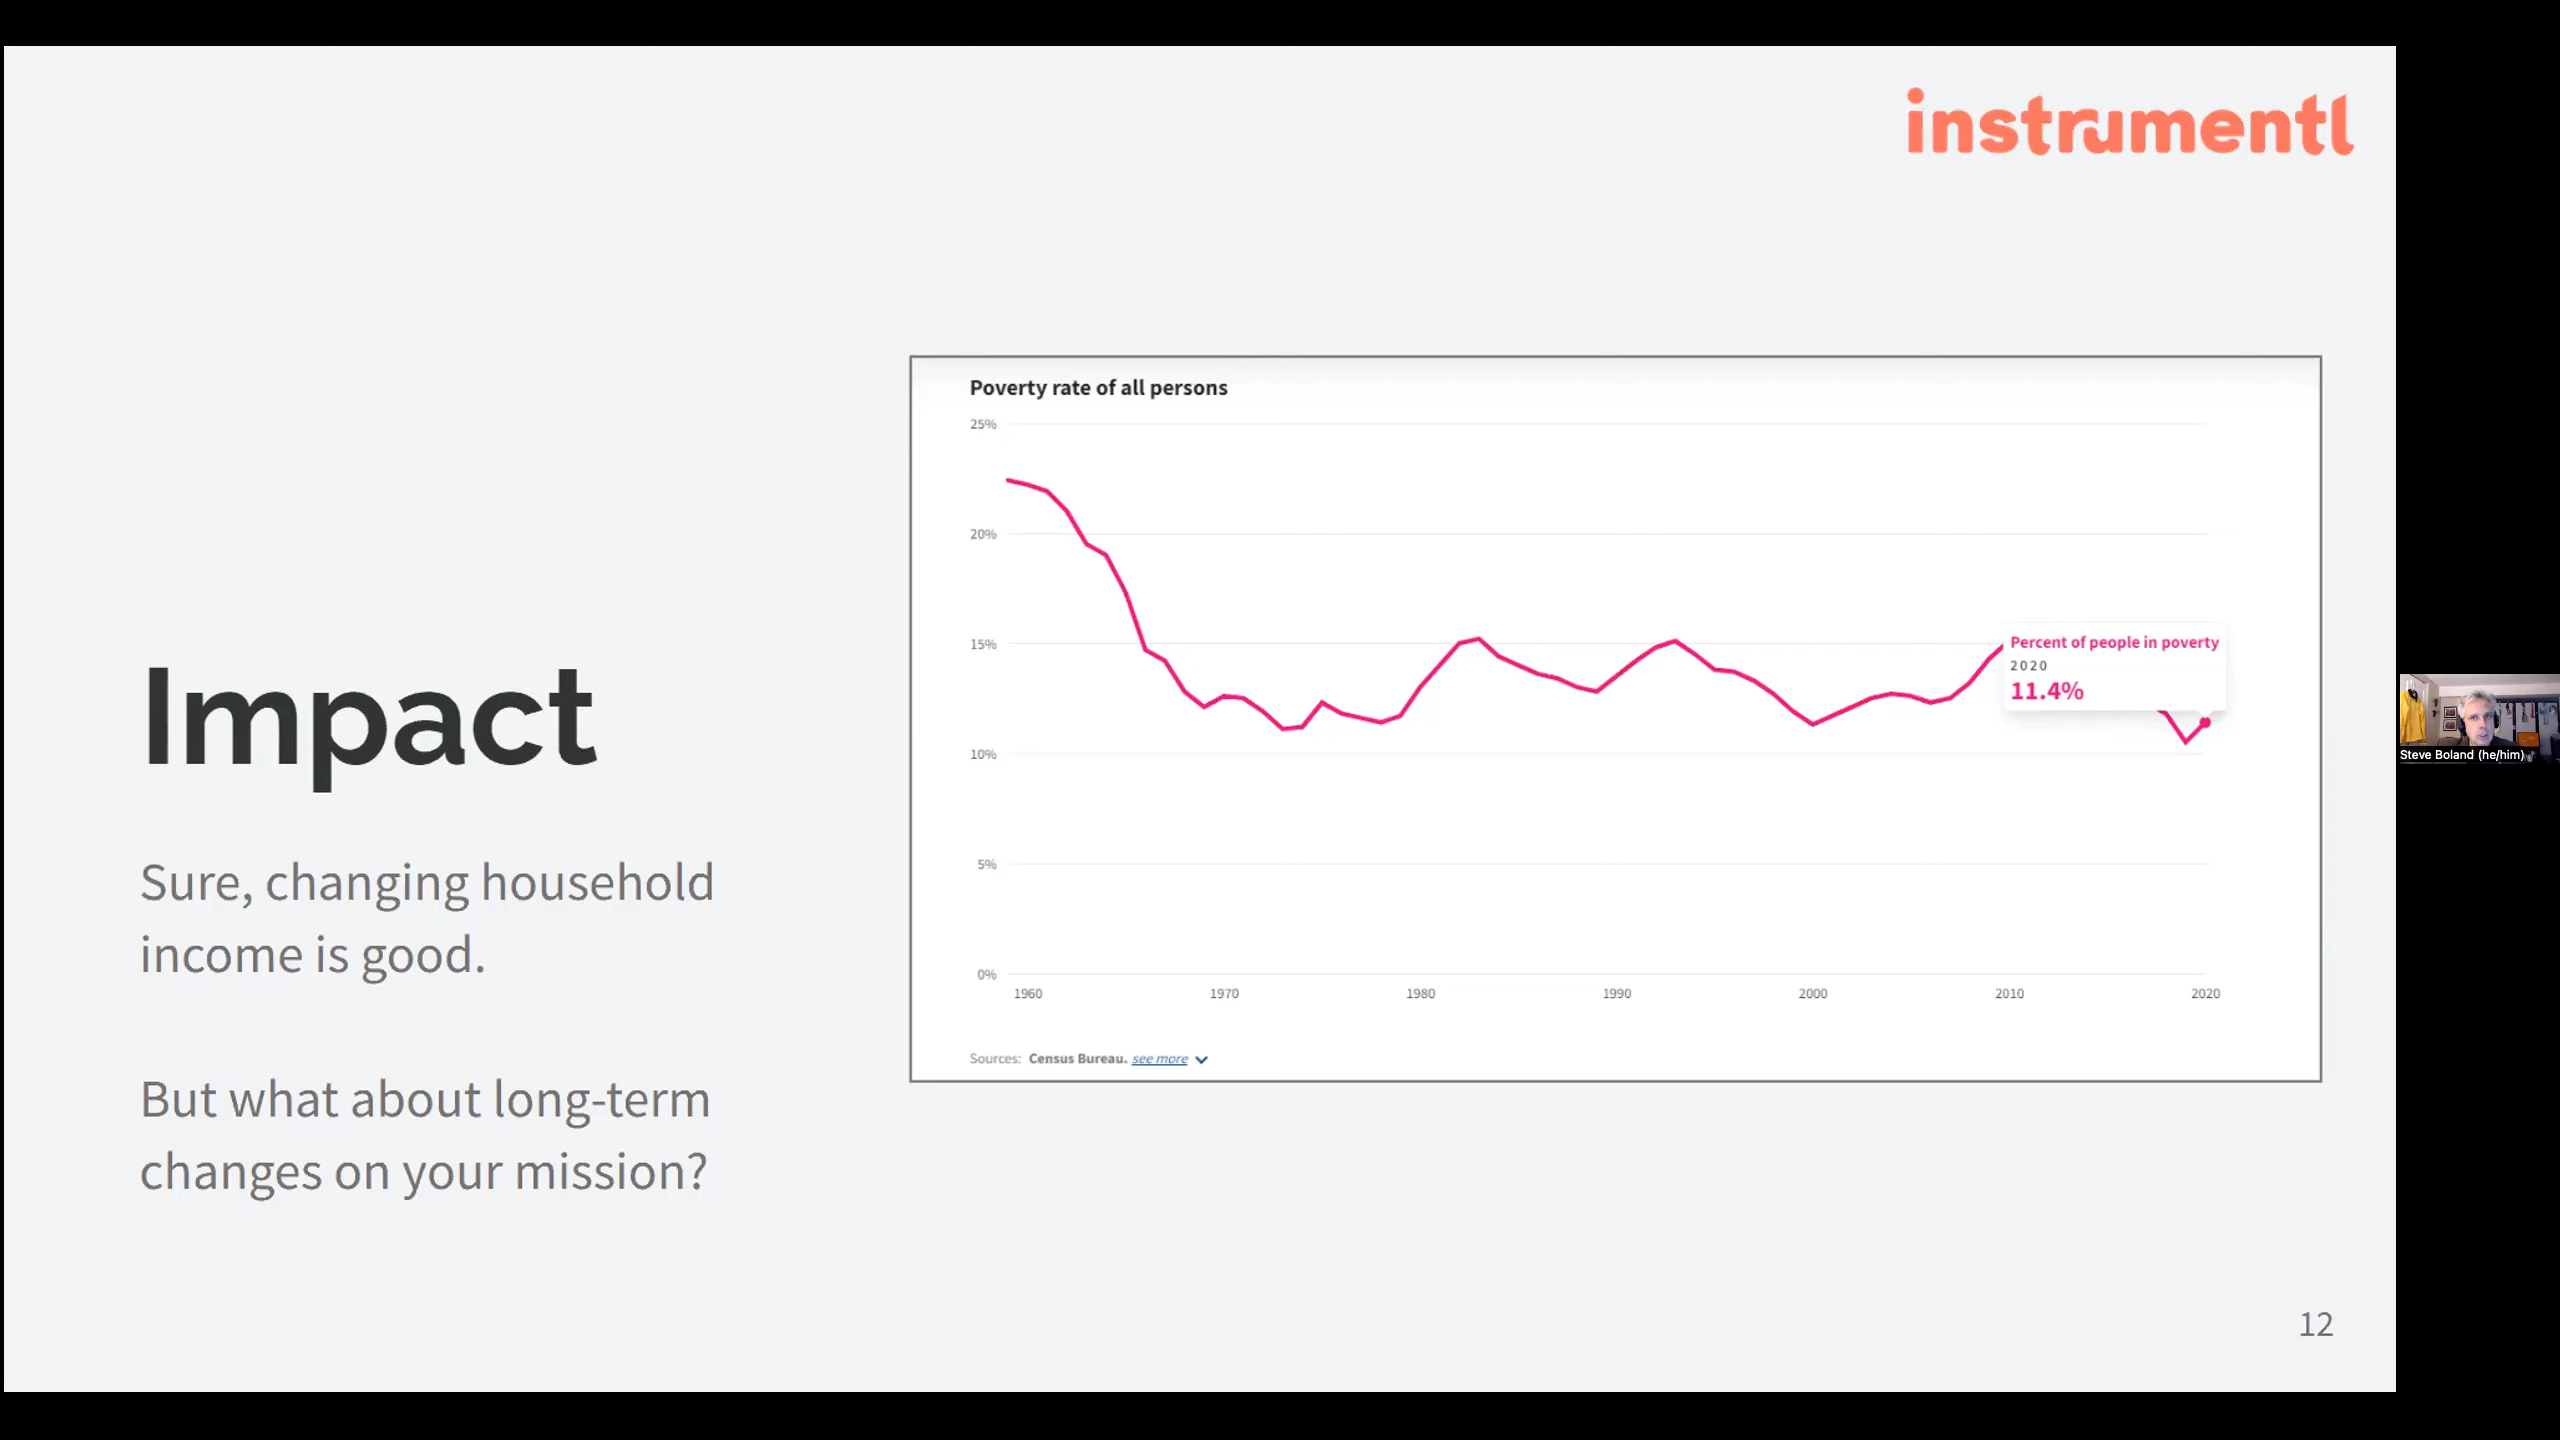 instrumentl
Impact
Sure, changing household
income is good.
But what about long-term
changes on your mission?
Poverty rate of all persons
25%
20%
15%
10%
5%
0%
1960 1970 1980 1990 2000 2010 2020
Percent of people in poverty
2020
11.4%
Sources: Census Bureau. see more
12
Steve Boland (he/him)